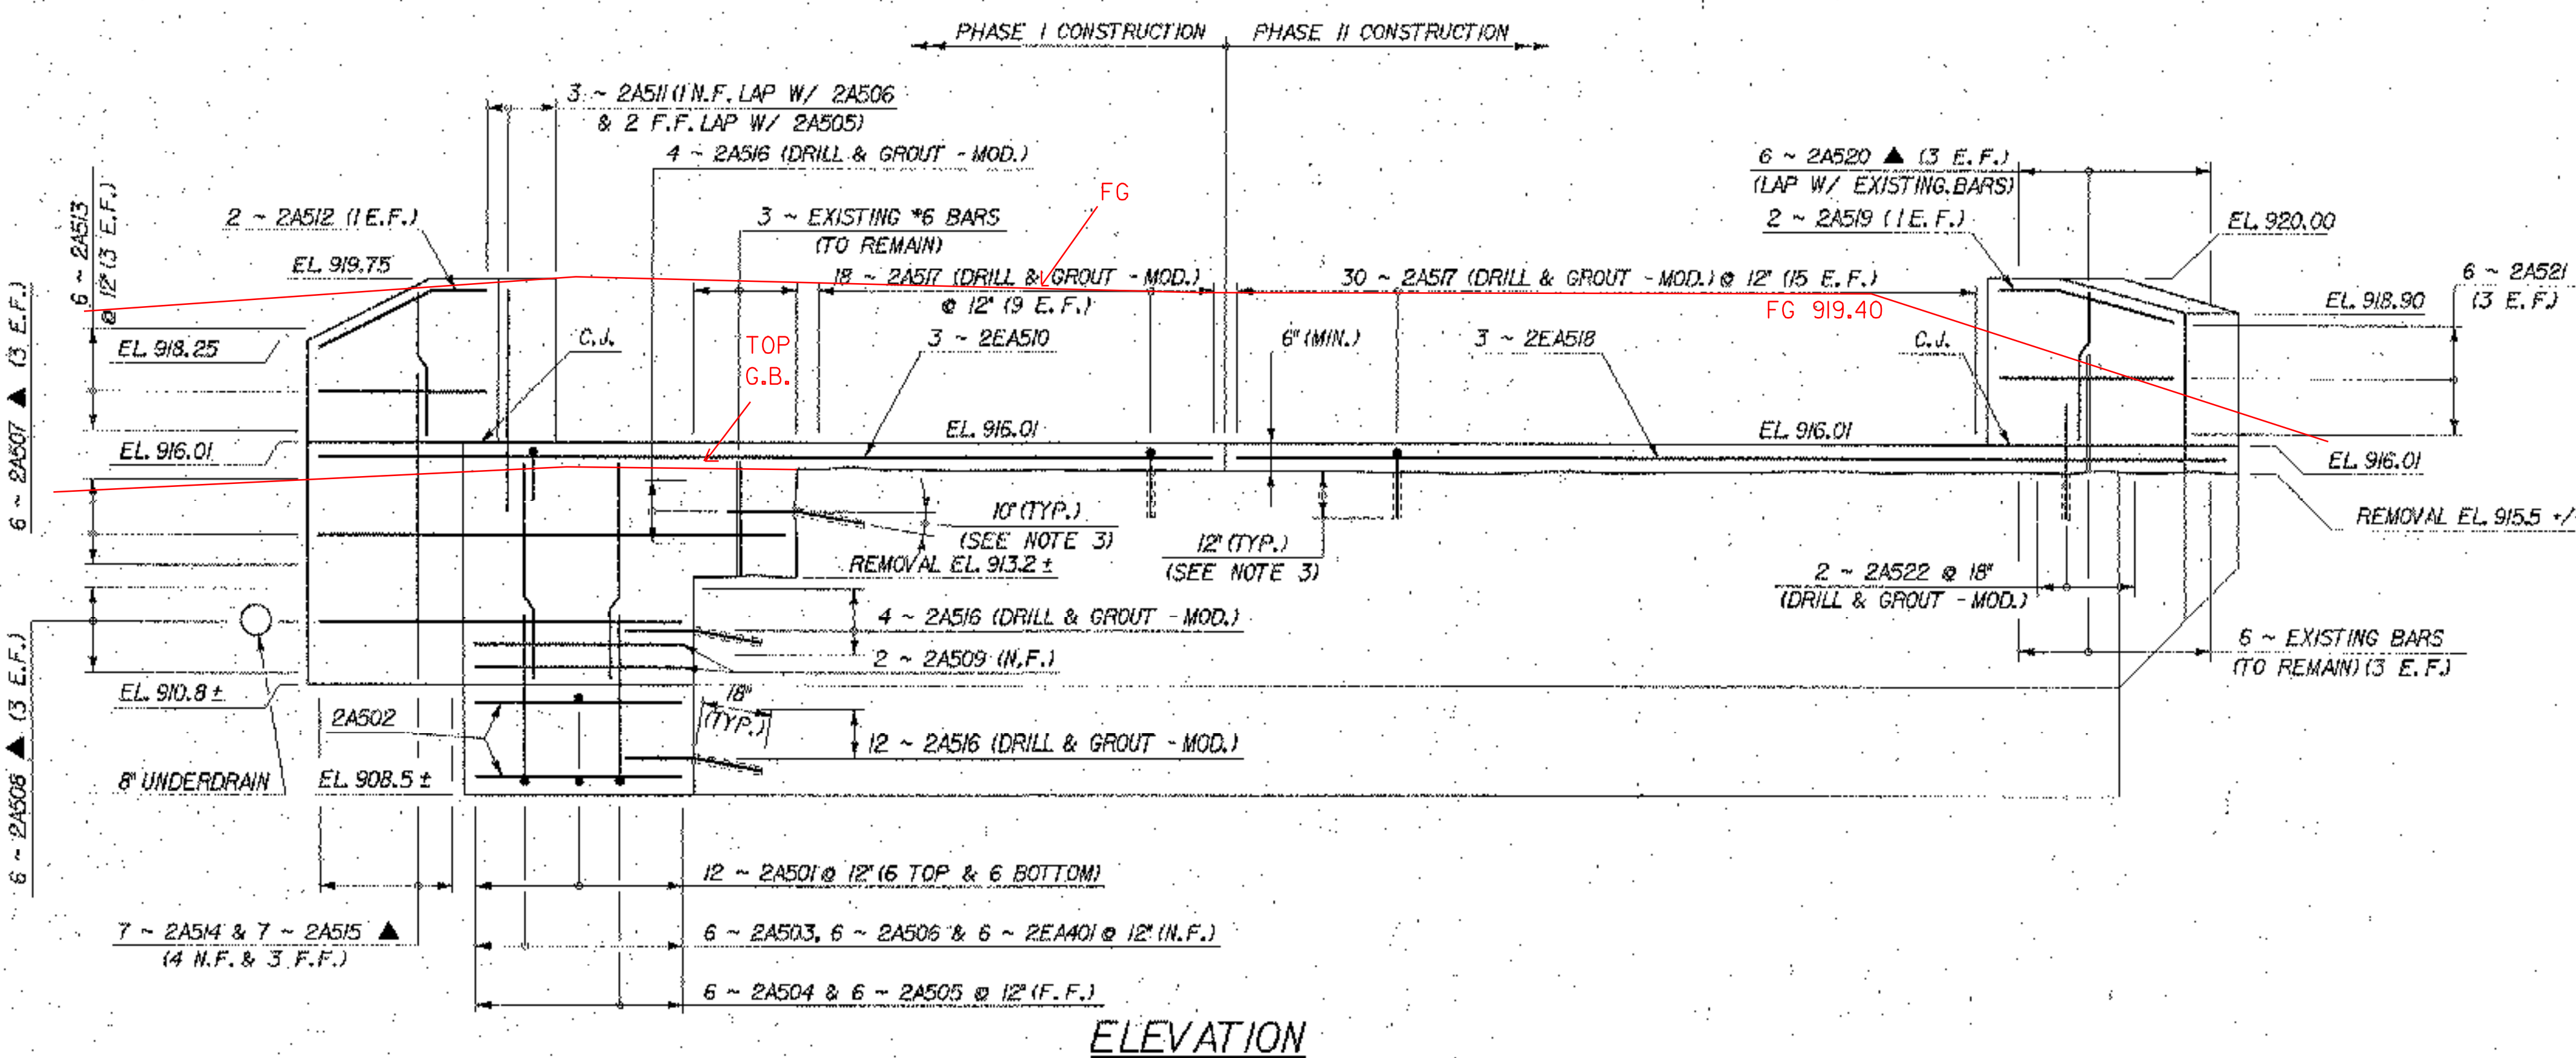 PHASE I CONSTRUCTION
PHASE II CONSTRUCTION
3 ~ 2A511 (1 N.F. LAP W/ 2A506
& 2 F.F. LAP W/ 2A505)
4 ~ 2A516 (DRILL & GROUT - MOD.)
6 ~ 2A520 ▲ (3 E.F.)
(LAP W/ EXISTING BARS)
6 ~ 2A513
@ 12" (3 E.F.)
2 ~ 2A512 (1 E.F.)
3 ~ EXISTING #6 BARS
(TO REMAIN)
FG
2 ~ 2A519 (1 E.F.)
EL. 920.00
EL. 919.75
18 ~ 2A517 (DRILL & GROUT - MOD.)
@ 12" (9 E.F.)
30 ~ 2A517 (DRILL & GROUT - MOD.) @ 12" (15 E.F.)
FG 919.40
6 ~ 2A521
(3 E.F.)
EL. 918.90
6 ~ 2A507 ▲ (3 E.F.)
EL. 918.25
C.J.
TOP
G.B.
3 ~ 2EA510
6" (MIN.)
3 ~ 2EA518
C.J.
EL. 916.01
EL. 916.01
EL. 916.01
EL. 916.01
10" (TYP.)
(SEE NOTE 3)
REMOVAL EL. 913.2 ±
12" (TYP.)
(SEE NOTE 3)
REMOVAL EL. 915.5 +/
2 ~ 2A522 @ 18"
(DRILL & GROUT - MOD.)
4 ~ 2A516 (DRILL & GROUT - MOD.)
2 ~ 2A509 (N.F.)
6 ~ EXISTING BARS
(TO REMAIN) (3 E.F.)
6 ~ 2A508 ▲ (3 E.F.)
EL. 910.8 ±
2A502
18"
(TYP.)
12 ~ 2A516 (DRILL & GROUT - MOD.)
8" UNDERDRAIN
EL. 908.5 ±
12 ~ 2A501 @ 12" (6 TOP & 6 BOTTOM)
7 ~ 2A514 & 7 ~ 2A515 ▲
(4 N.F. & 3 F.F.)
6 ~ 2A503, 6 ~ 2A506 & 6 ~ 2EA401 @ 12" (N.F.)
6 ~ 2A504 & 6 ~ 2A505 @ 12" (F.F.)
ELEVATION